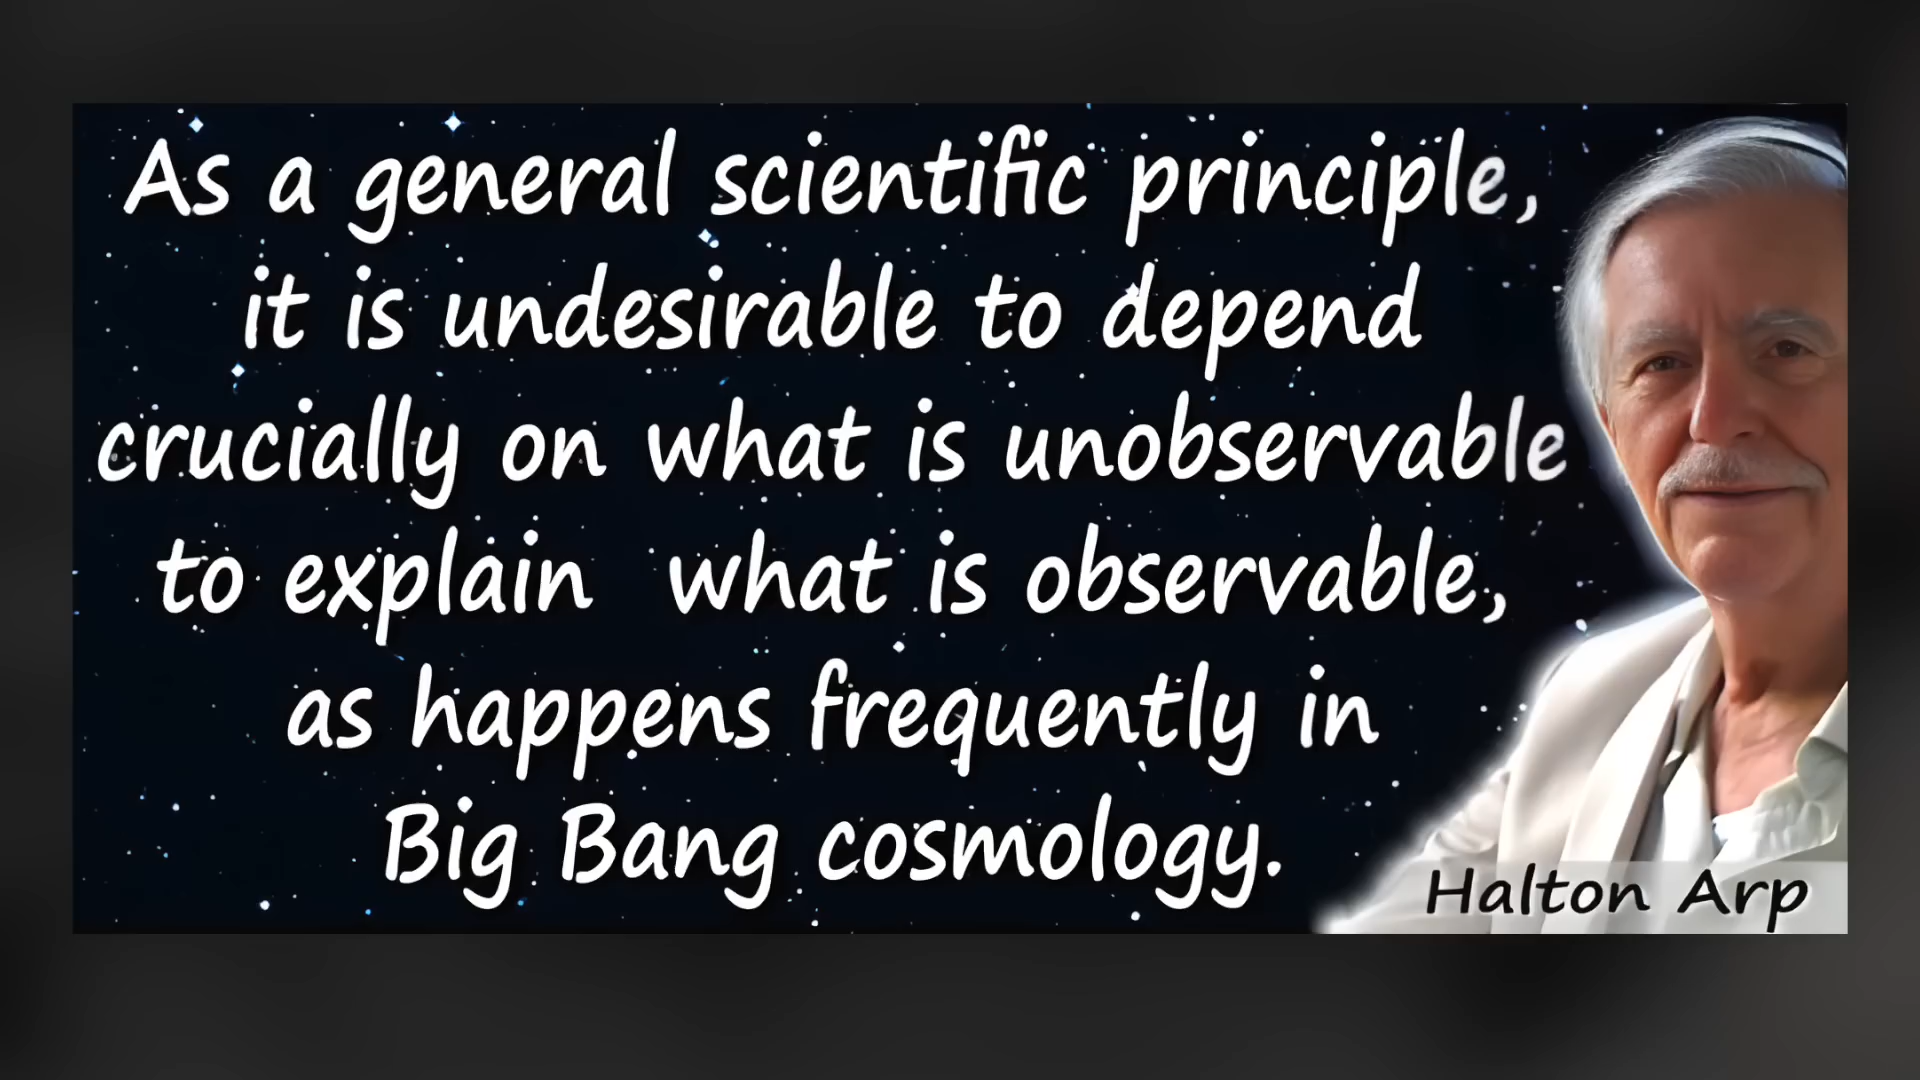 As a general scientific principle,
it is undesirable to depend
crucially on what is unobservable
to explain what is observable,
as happens frequently in
Big Bang cosmology.
Halton Arp